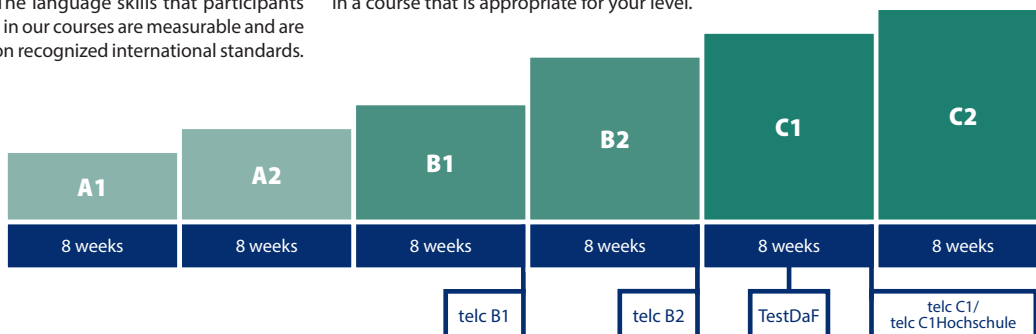 The language skills that participants
in our courses are measurable and are
on recognized international standards.
in a course that is appropriate for your level.
A1
A2
B1
B2
C1
C2
8 weeks
8 weeks
8 weeks
8 weeks
8 weeks
8 weeks
telc B1
telc B2
TestDaF
telc C1/
telc C1Hochschule